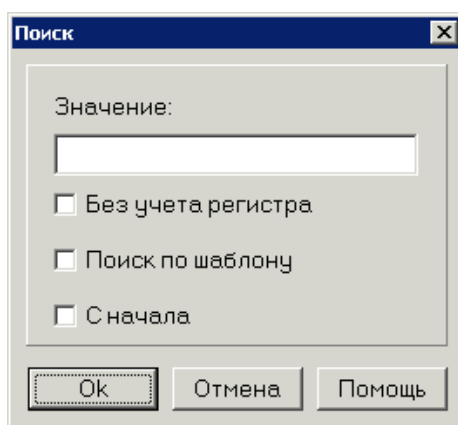 Поиск
Значение:
Без учета регистра
Поиск по шаблону
С начала
Ok Отмена Помощь